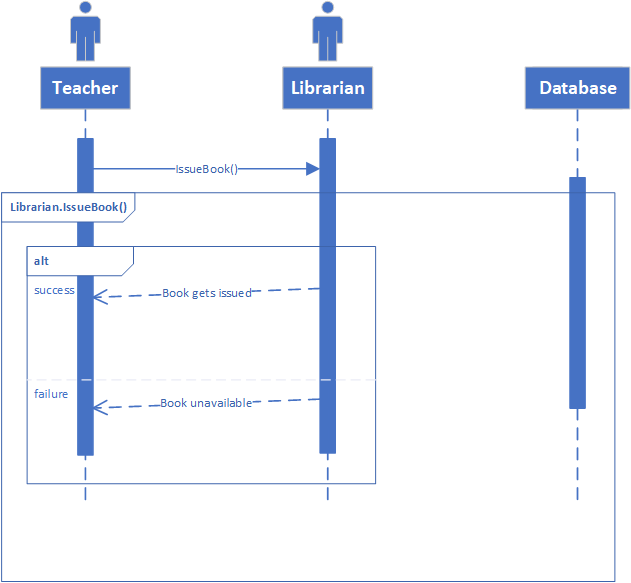 Teacher
Librarian
Database
IssueBook()
Librarian.IssueBook()
alt
success
Book gets issued
failure
Book unavailable